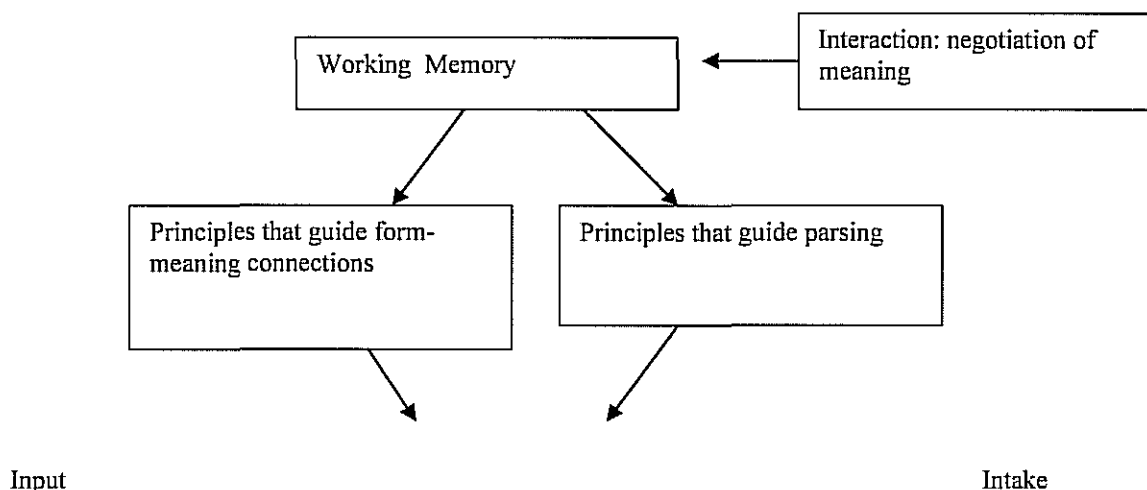 Working Memory
Interaction: negotiation of
meaning
Principles that guide form-
meaning connections
Principles that guide parsing
Input
Intake